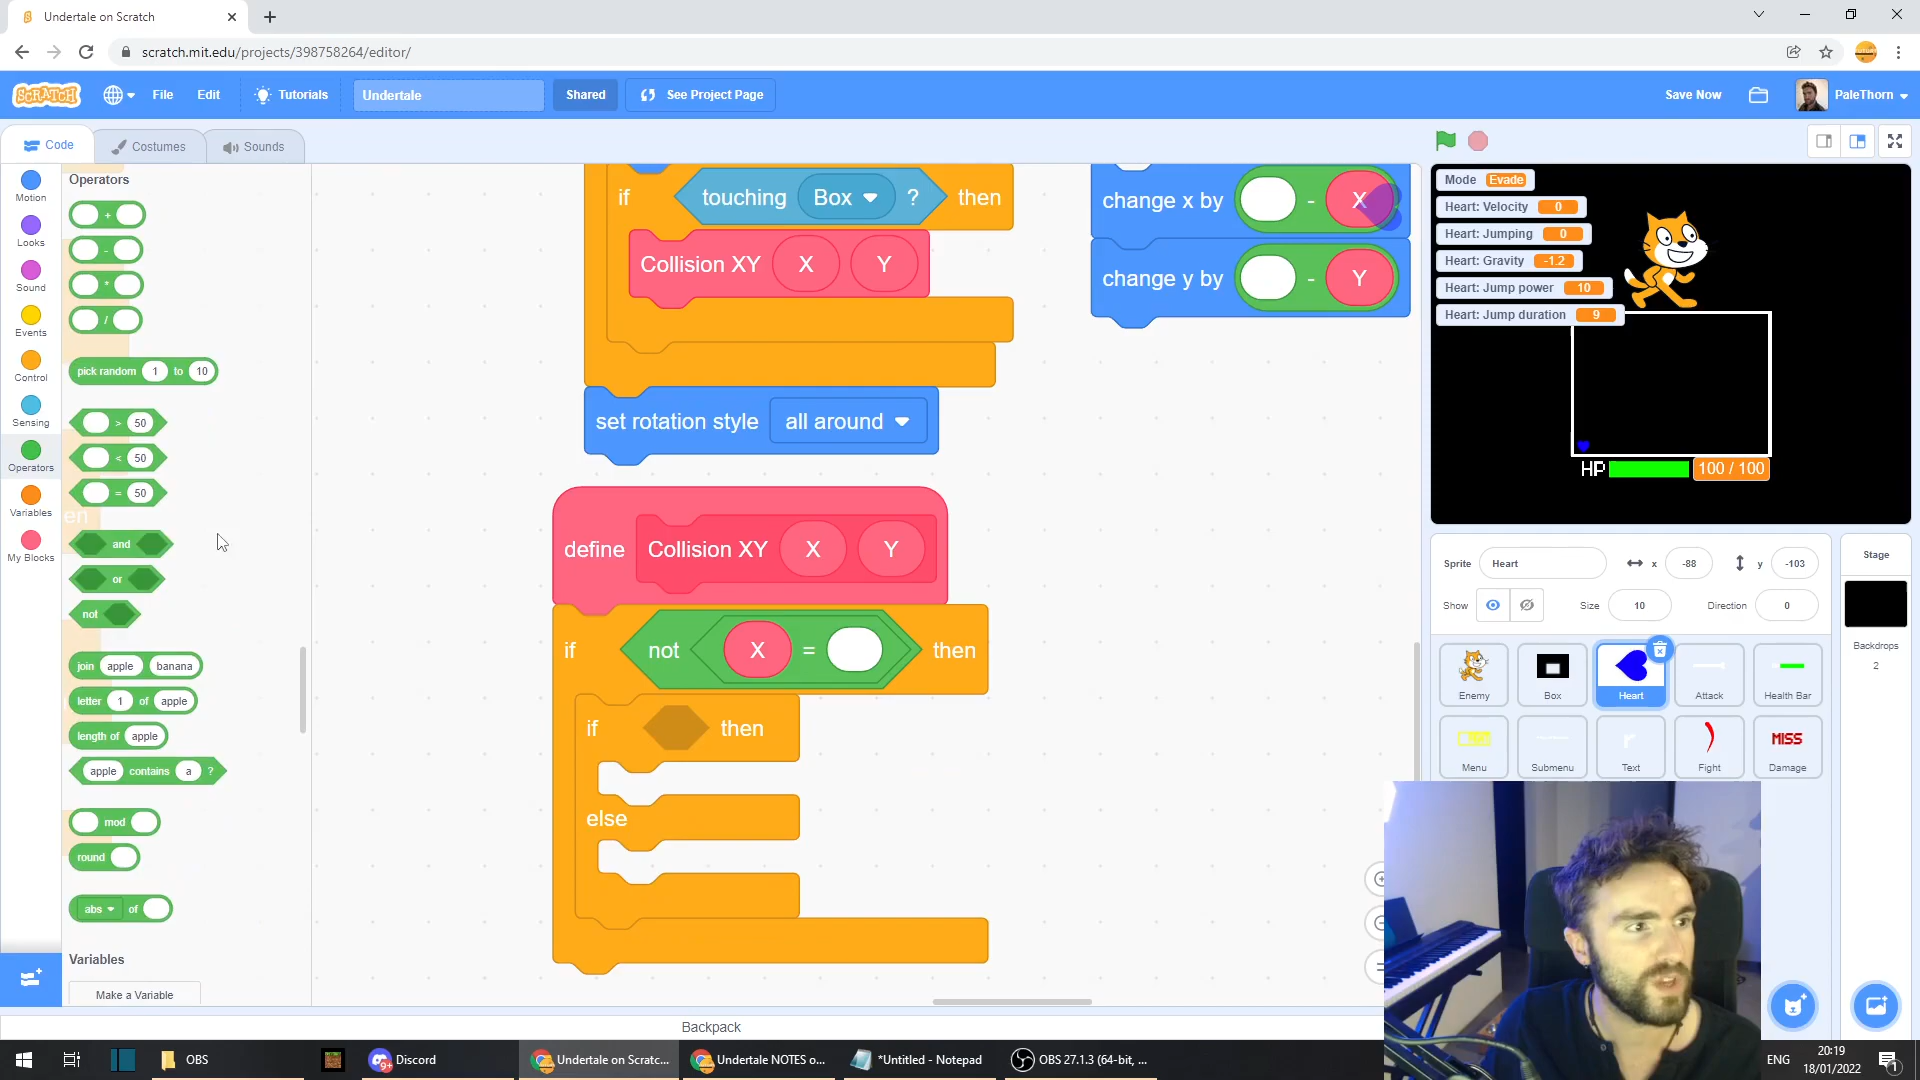 Undertale on Scratch
scratch.mit.edu/projects/398758264/editor/
SCRATCH
File
Edit
Tutorials
Undertale
Shared
See Project Page
Save Now
PaleThorn
Code
Costumes
Sounds
Motion
Looks
Sound
Events
Control
Sensing
Operators
Variables
My Blocks
Operators
+
-
*
/
pick random 1 to 10
> 50
< 50
= 50
en
and
or
not
join apple banana
letter 1 of apple
length of apple
apple contains a ?
mod
round
abs of
Variables
Make a Variable
if touching Box ? then
Collision XY X Y
set rotation style all around
change x by - X
change y by - Y
define Collision XY X Y
if not X = then
if then
else
Mode Evade
Heart: Velocity 0
Heart: Jumping 0
Heart: Gravity -1.2
Heart: Jump power 10
Heart: Jump duration 9
HP 100 / 100
Sprite Heart x -88 y -103
Show Size 10 Direction 0
Enemy
Box
Heart
Attack
Health Bar
Menu
Submenu
Text
Fight
MISS
Damage
Stage
Backdrops
2
Backpack
OBS
9+
Discord
Undertale on Scratc...
Undertale NOTES o...
*Untitled - Notepad
OBS 27.1.3 (64-bit, ...
ENG
20:19
18/01/2022
1